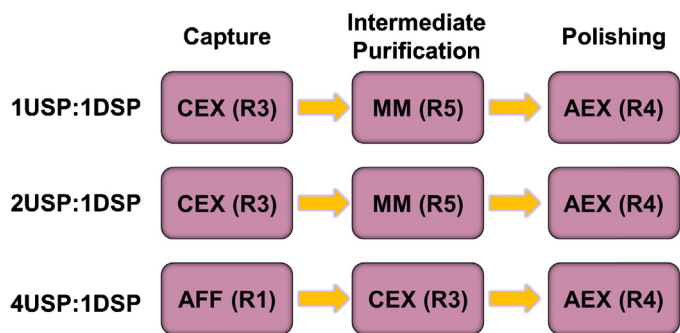 Capture
Intermediate
Purification
Polishing
1USP:1DSP
CEX (R3)
MM (R5)
AEX (R4)
2USP:1DSP
CEX (R3)
MM (R5)
AEX (R4)
4USP:1DSP
AFF (R1)
CEX (R3)
AEX (R4)